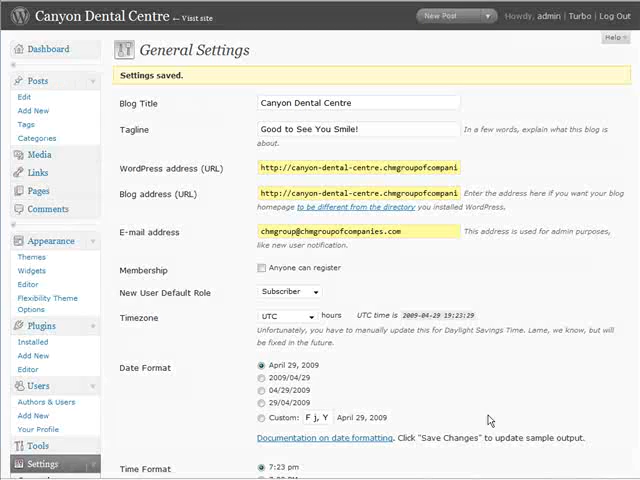 Canyon Dental Centre ← Visit site
New Post
Howdy, admin | Turbo | Log Out
Help
Dashboard
Posts
Edit
Add New
Tags
Categories
Media
Links
Pages
Comments
Appearance
Themes
Widgets
Editor
Flexibility Theme
Options
Plugins
Installed
Add New
Editor
Users
Authors & Users
Add New
Your Profile
Tools
Settings
General Settings
Settings saved.
Blog Title Canyon Dental Centre
Tagline Good to See You Smile! In a few words, explain what this blog is
about.
WordPress address (URL) http://canyon-dental-centre.chmgroupofcompani
Blog address (URL) http://canyon-dental-centre.chmgroupofcompani Enter the address here if you want your blog
homepage to be different from the directory you installed WordPress.
E-mail address chmgroup@chmgroupofcompanies.com This address is used for admin purposes,
like new user notification.
Membership Anyone can register
New User Default Role Subscriber
Timezone UTC hours UTC time is 2009-04-29 19:23:29
Unfortunately, you have to manually update this for Daylight Savings Time. Lame, we know, but will
be fixed in the future.
Date Format April 29, 2009
2009/04/29
04/29/2009
29/04/2009
Custom: F j, Y April 29, 2009
Documentation on date formatting. Click "Save Changes" to update sample output.
Time Format 7:23 pm